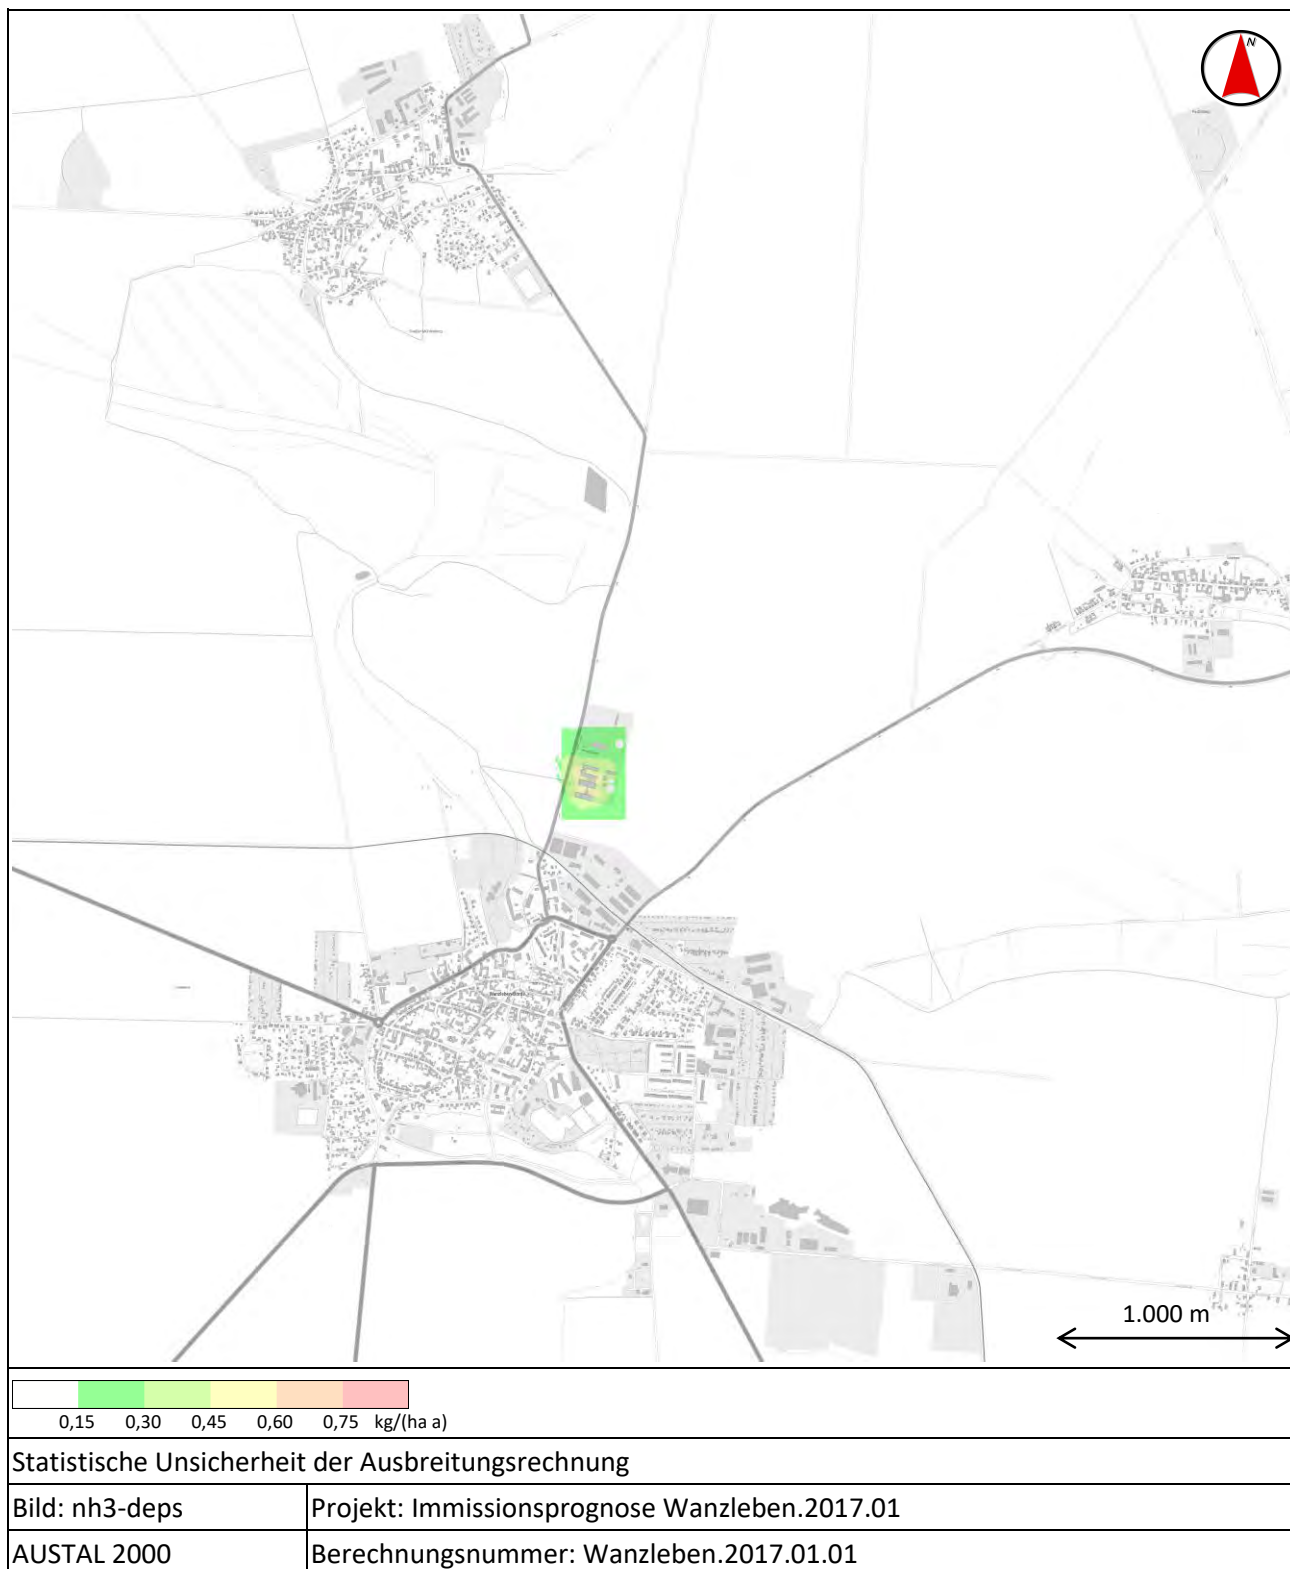 N
1.000 m
0,15 0,30 0,45 0,60 0,75 kg/(ha a)
Statistische Unsicherheit der Ausbreitungsrechnung
Bild: nh3-deps Projekt: Immissionsprognose Wanzleben.2017.01
AUSTAL 2000 Berechnungsnummer: Wanzleben.2017.01.01